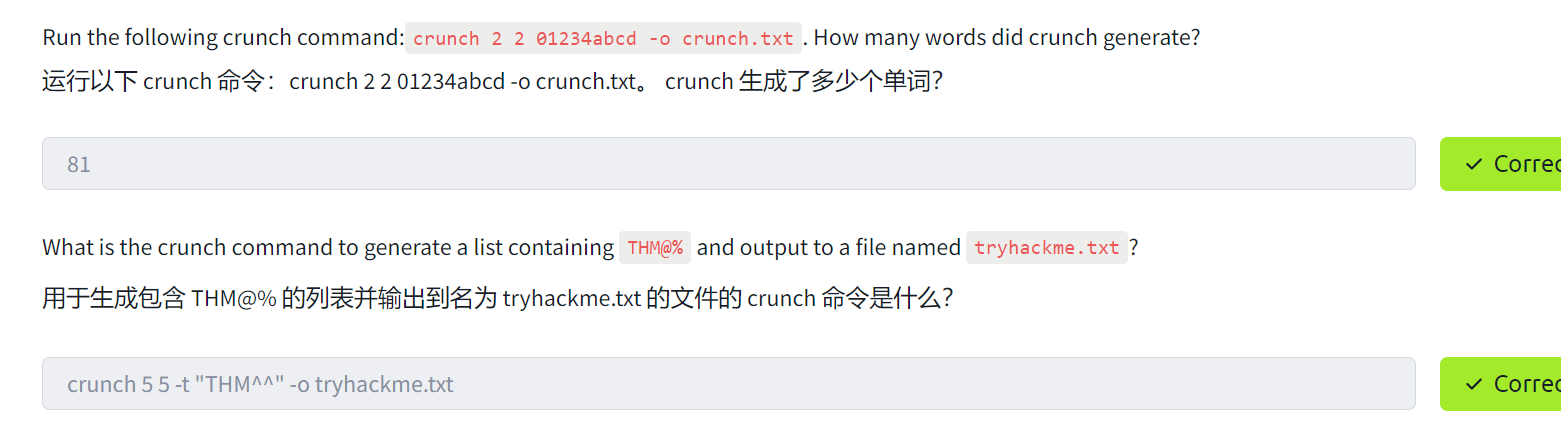 Run the following crunch command: crunch 2 2 01234abcd -o crunch.txt. How many words did crunch generate?
运行以下 crunch 命令：crunch 2 2 01234abcd -o crunch.txt。 crunch 生成了多少个单词？
81
✓ Correc
What is the crunch command to generate a list containing THM@% and output to a file named tryhackme.txt?
用于生成包含 THM@% 的列表并输出到名为 tryhackme.txt 的文件的 crunch 命令是什么？
crunch 5 5 -t "THM^^" -o tryhackme.txt
✓ Correc